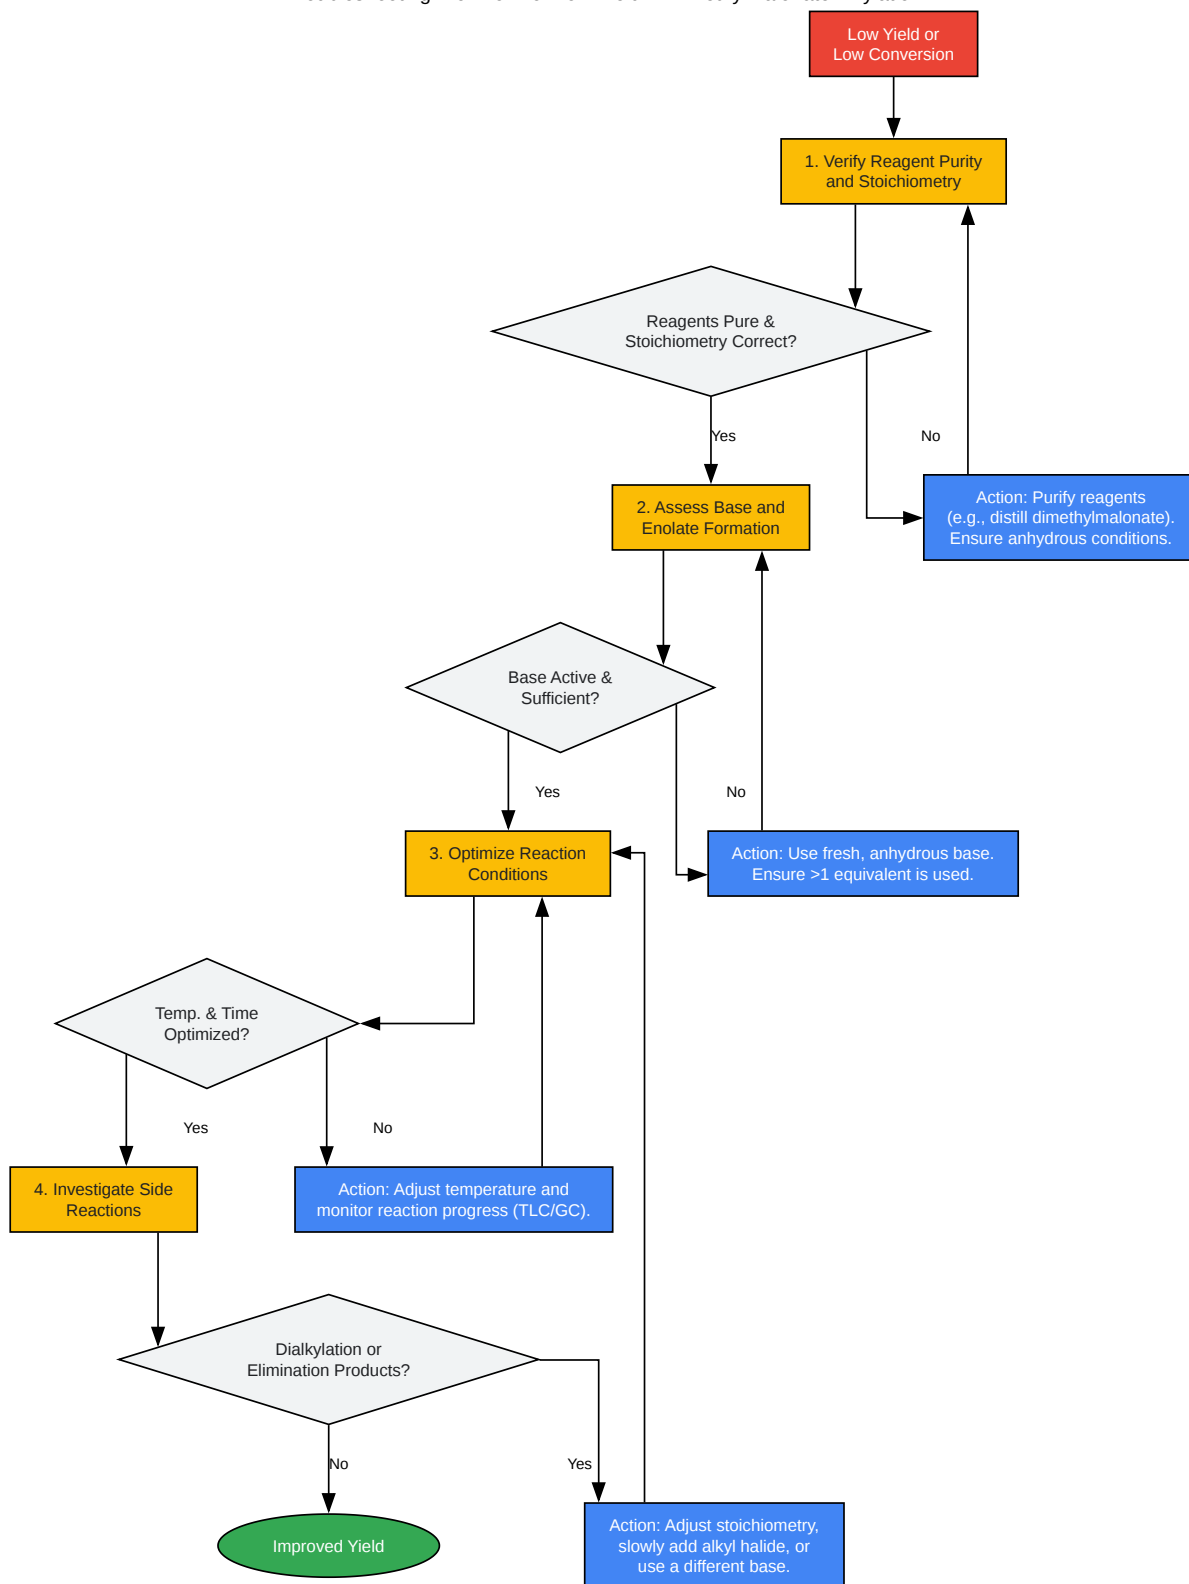 Low Yield or
Low Conversion
1. Verify Reagent Purity
and Stoichiometry
Reagents Pure &
Stoichiometry Correct?
Yes
No
2. Assess Base and
Enolate Formation
Action: Purify reagents
(e.g., distill dimethylmalonate).
Ensure anhydrous conditions.
Base Active &
Sufficient?
Yes
No
3. Optimize Reaction
Conditions
Action: Use fresh, anhydrous base.
Ensure >1 equivalent is used.
Temp. & Time
Optimized?
Yes
No
4. Investigate Side
Reactions
Action: Adjust temperature and
monitor reaction progress (TLC/GC).
Dialkylation or
Elimination Products?
No
Yes
Improved Yield
Action: Adjust stoichiometry,
slowly add alkyl halide, or
use a different base.